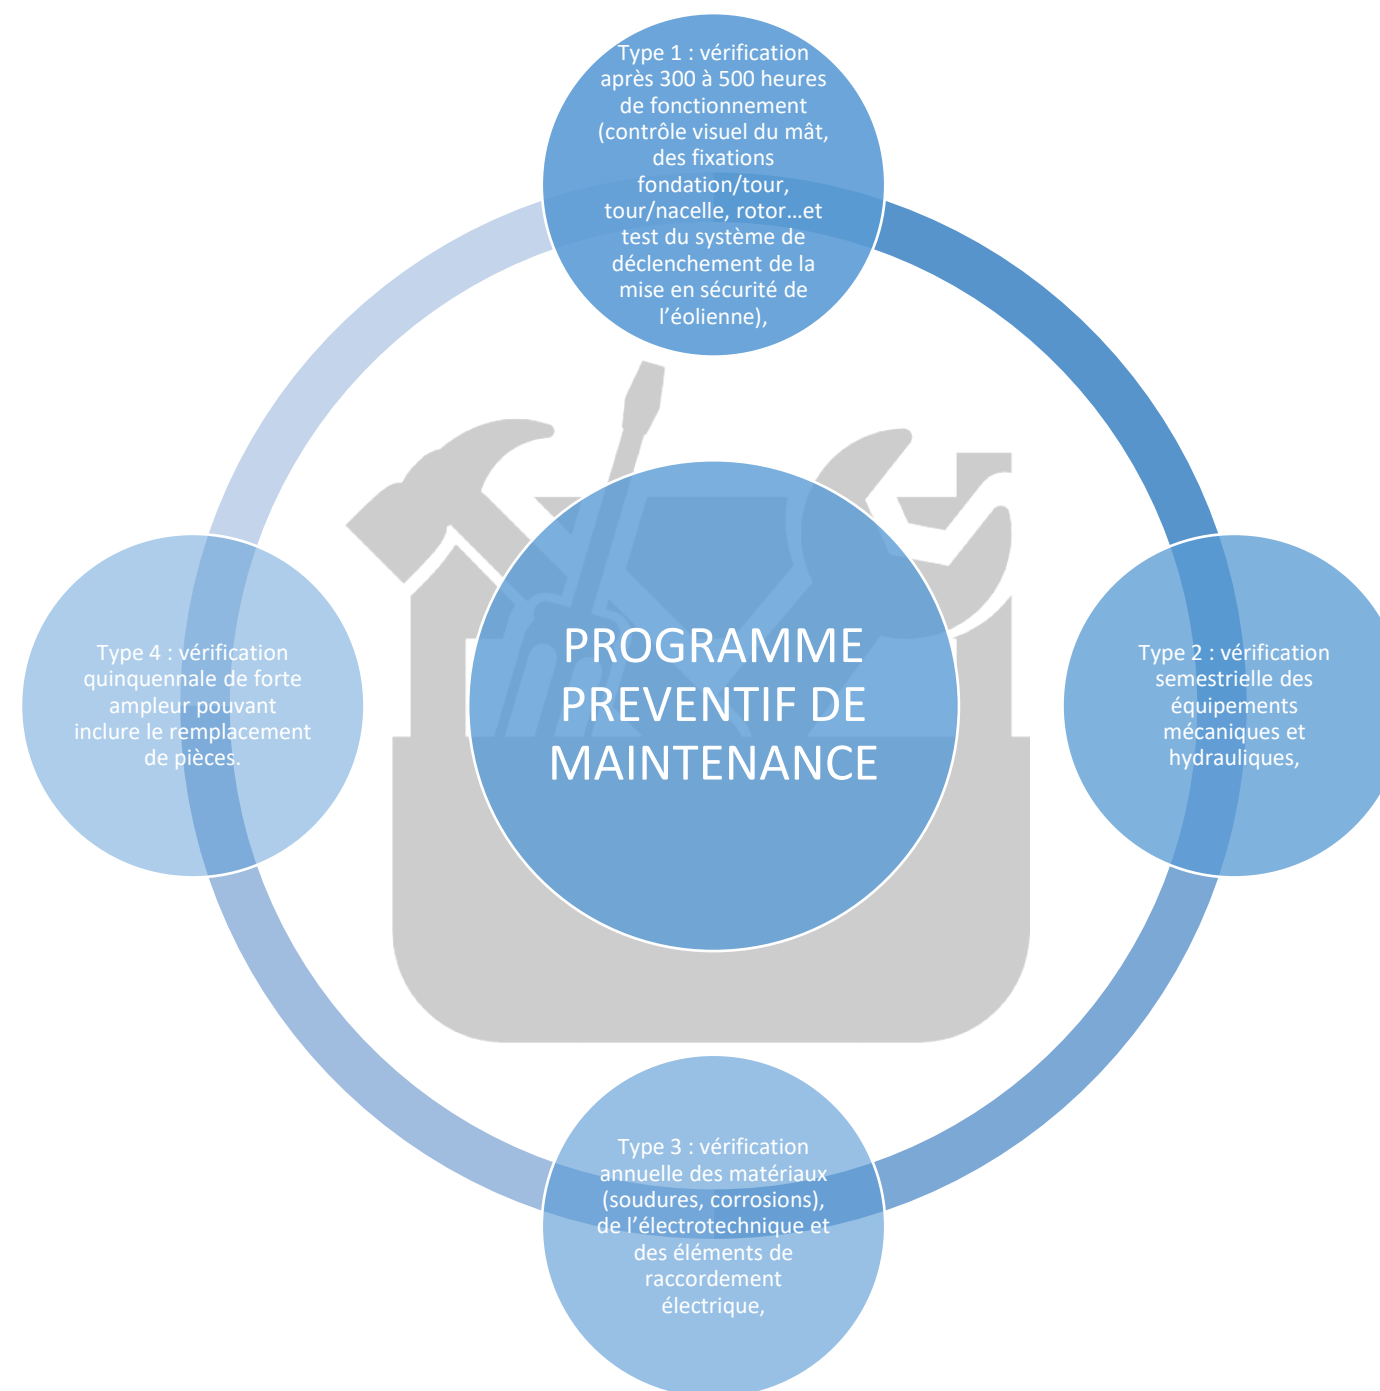 Type 1 : vérification
après 300 à 500 heures
de fonctionnement
(contrôle visuel du mât,
des fixations
fondation/tour,
tour/nacelle, rotor…et
test du système de
déclenchement de la
mise en sécurité de
l’éolienne),
PROGRAMME
PREVENTIF DE
MAINTENANCE
Type 2 : vérification
semestrielle des
équipements
mécaniques et
hydrauliques,
Type 3 : vérification
annuelle des matériaux
(soudures, corrosions),
de l’électrotechnique et
des éléments de
raccordement
électrique,
Type 4 : vérification
quinquennale de forte
ampleur pouvant
inclure le remplacement
de pièces.